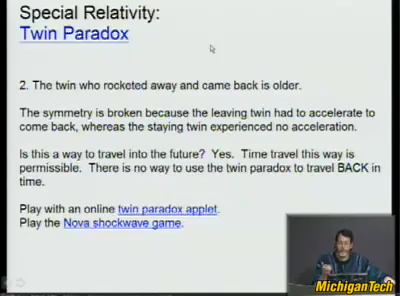 Special Relativity:
Twin Paradox
2. The twin who rocketed away and came back is older.
The symmetry is broken because the leaving twin had to accelerate to
come back, whereas the staying twin experienced no acceleration.
Is this a way to travel into the future? Yes. Time travel this way is
permissible. There is no way to use the twin paradox to travel BACK in
time.
Play with an online twin paradox applet.
Play the Nova shockwave game.
MichiganTech